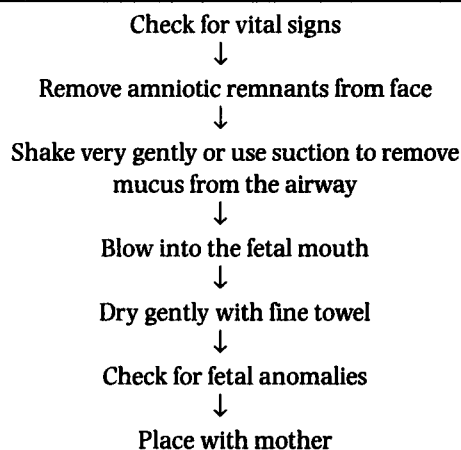 Check for vital signs
↓
Remove amniotic remnants from face
↓
Shake very gently or use suction to remove
mucus from the airway
↓
Blow into the fetal mouth
↓
Dry gently with fine towel
↓
Check for fetal anomalies
↓
Place with mother